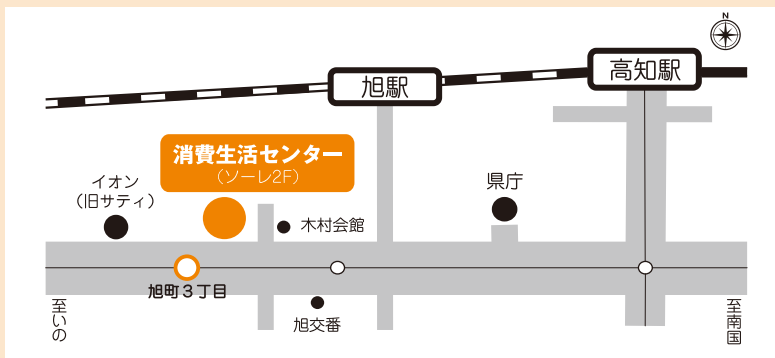 N
高知駅
旭駅
消費生活センター
(ソーレ2F)
イオン
(旧サティ)
県庁
木村会館
旭町3丁目
旭交番
至いの
至南国